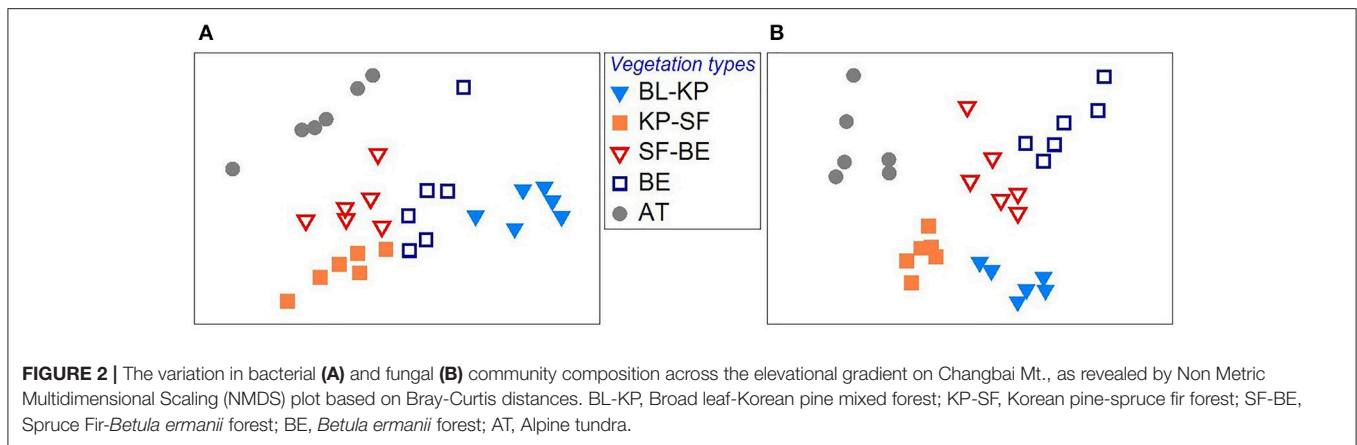 A
B
Vegetation types
BL-KP
KP-SF
SF-BE
BE
AT
FIGURE 2 | The variation in bacterial (A) and fungal (B) community composition across the elevational gradient on Changbai Mt., as revealed by Non Metric
Multidimensional Scaling (NMDS) plot based on Bray-Curtis distances. BL-KP, Broad leaf-Korean pine mixed forest; KP-SF, Korean pine-spruce fir forest; SF-BE,
Spruce Fir-Betula ermanii forest; BE, Betula ermanii forest; AT, Alpine tundra.